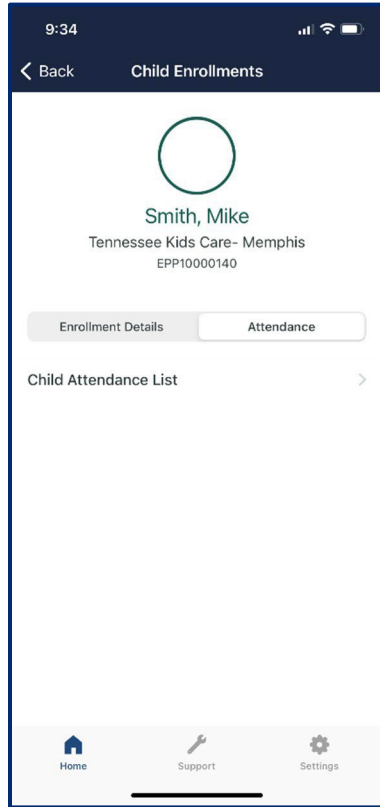 9:34
Back Child Enrollments
Smith, Mike
Tennessee Kids Care- Memphis
EPP10000140
Enrollment Details Attendance
Child Attendance List
Home Support Settings